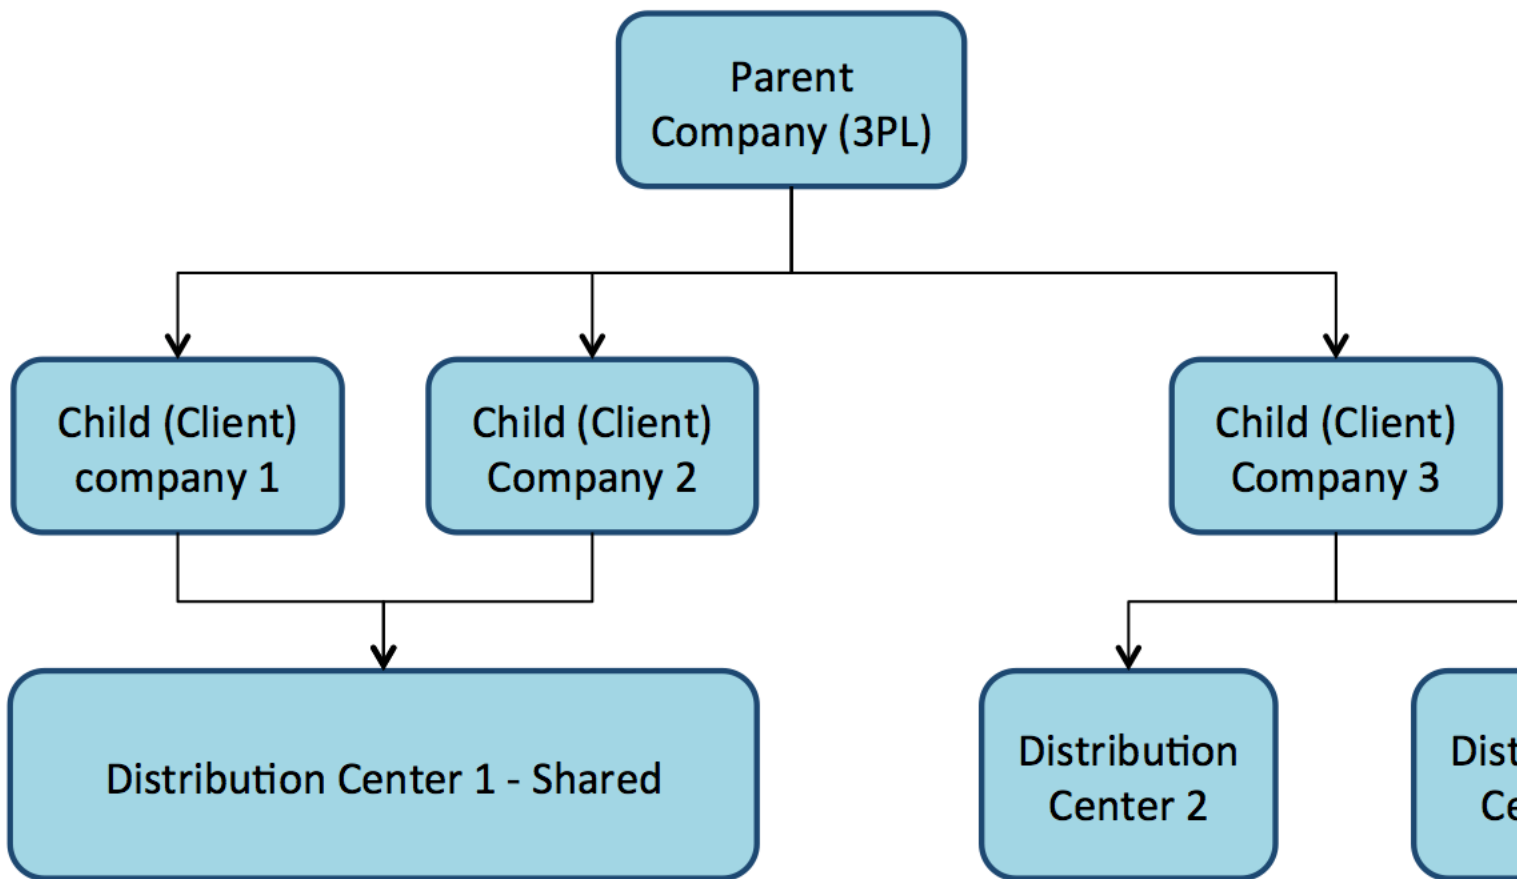 Parent
Company (3PL)
Child (Client)
company 1
Child (Client)
Company 2
Child (Client)
Company 3
Distribution Center 1 - Shared
Distribution
Center 2